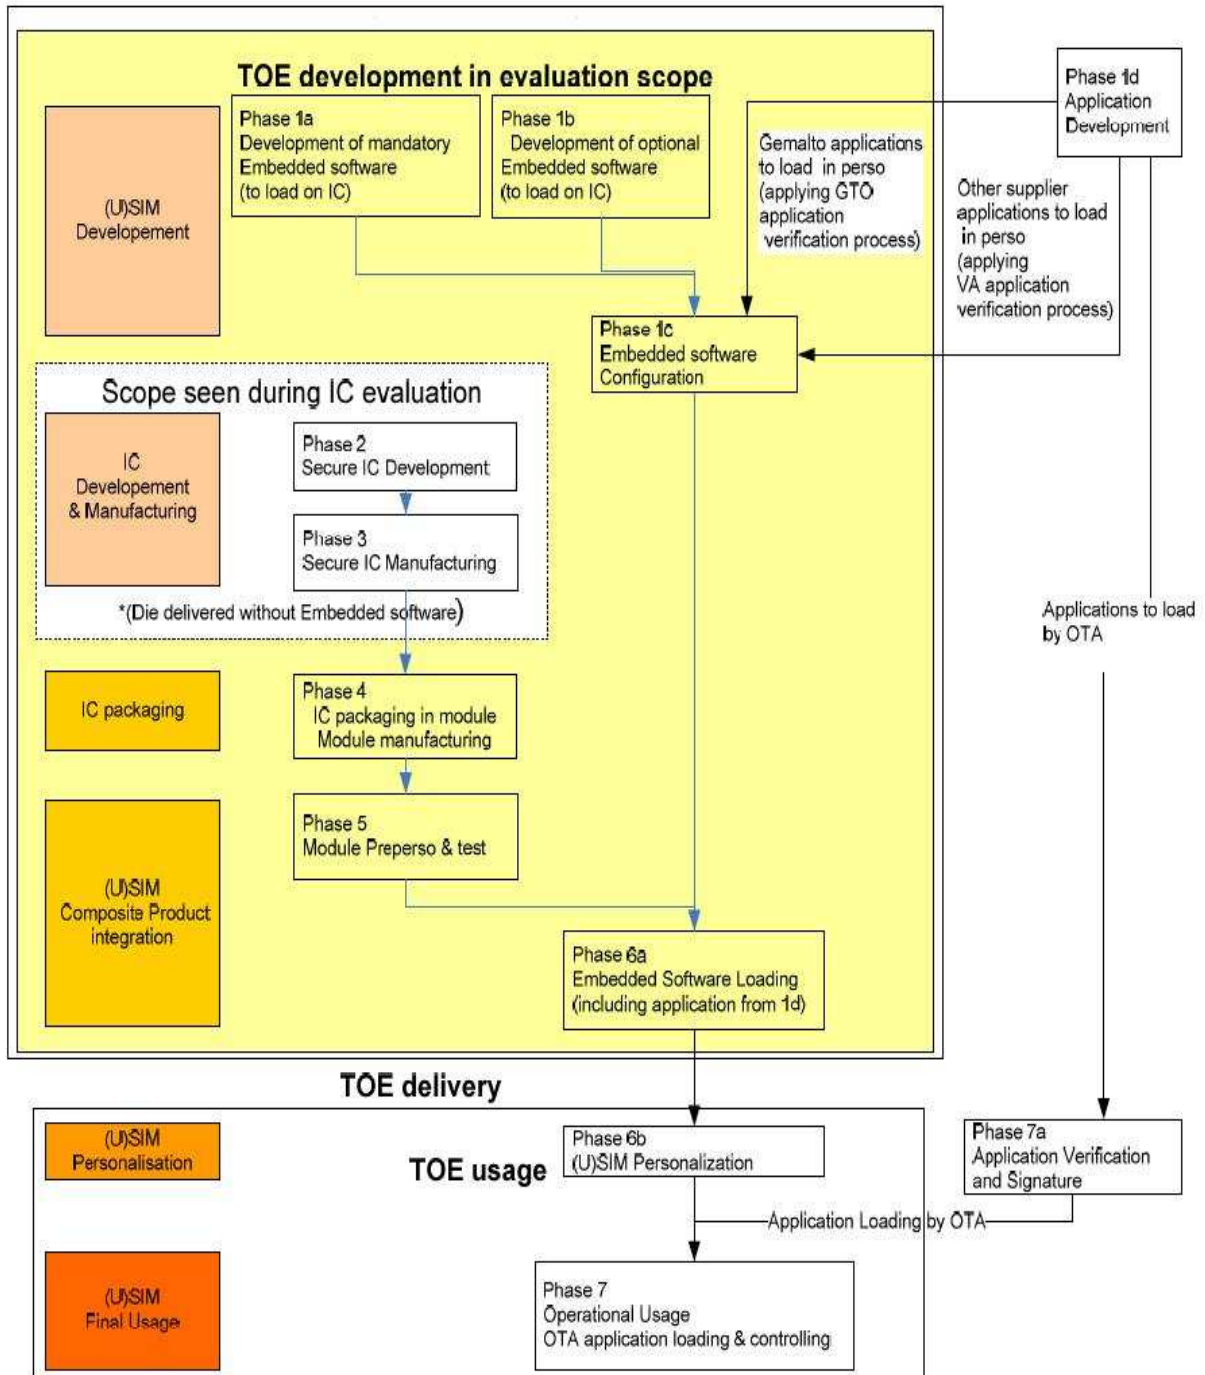 TOE development in evaluation scope
Phase 1a
Development of mandatory
Embedded software
(to load on IC)
Phase 1b
Development of optional
Embedded software
(to load on IC)
Phase 1d
Application
Development
(U)SIM
Developement
Gemalto applications
to load in perso
(applying GTO
application
verification process)
Other supplier
applications to load
in perso
(applying
VA application
verification process)
Phase 1c
Embedded software
Configuration
Scope seen during IC evaluation
IC
Developement
& Manufacturing
Phase 2
Secure IC Development
Phase 3
Secure IC Manufacturing
*(Die delivered without Embedded software)
Applications to load
by OTA
IC packaging
Phase 4
IC packaging in module
Module manufacturing
Phase 5
Module Preperso & test
(U)SIM
Composite Product
integration
Phase 6a
Embedded Software Loading
(including application from 1d)
TOE delivery
(U)SIM
Personalisation
TOE usage
Phase 6b
(U)SIM Personalization
Phase 7a
Application Verification
and Signature
Application Loading by OTA
(U)SIM
Final Usage
Phase 7
Operational Usage
OTA application loading & controlling